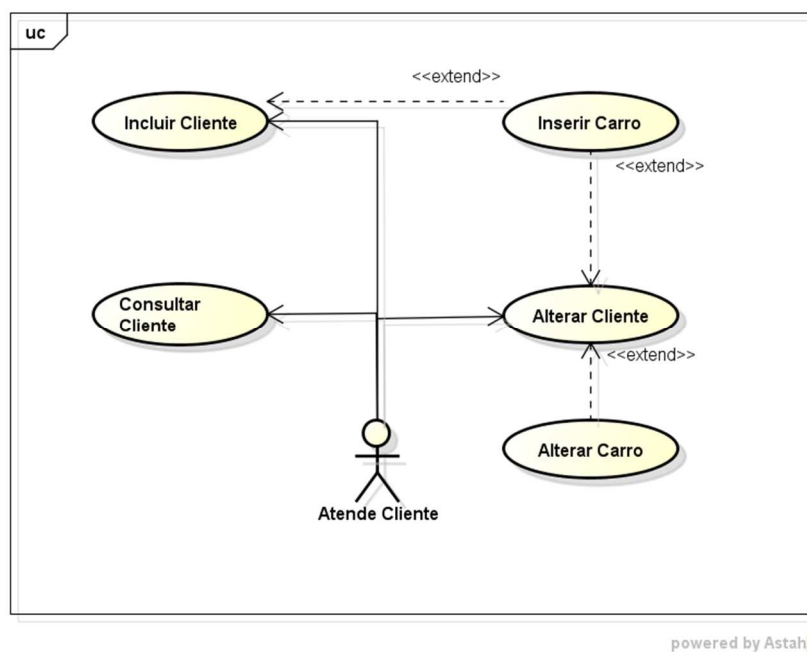 uc
<<extend>>
Incluir Cliente
Inserir Carro
<<extend>>
Consultar
Cliente
Alterar Cliente
<<extend>>
Alterar Carro
Atende Cliente
powered by Astah